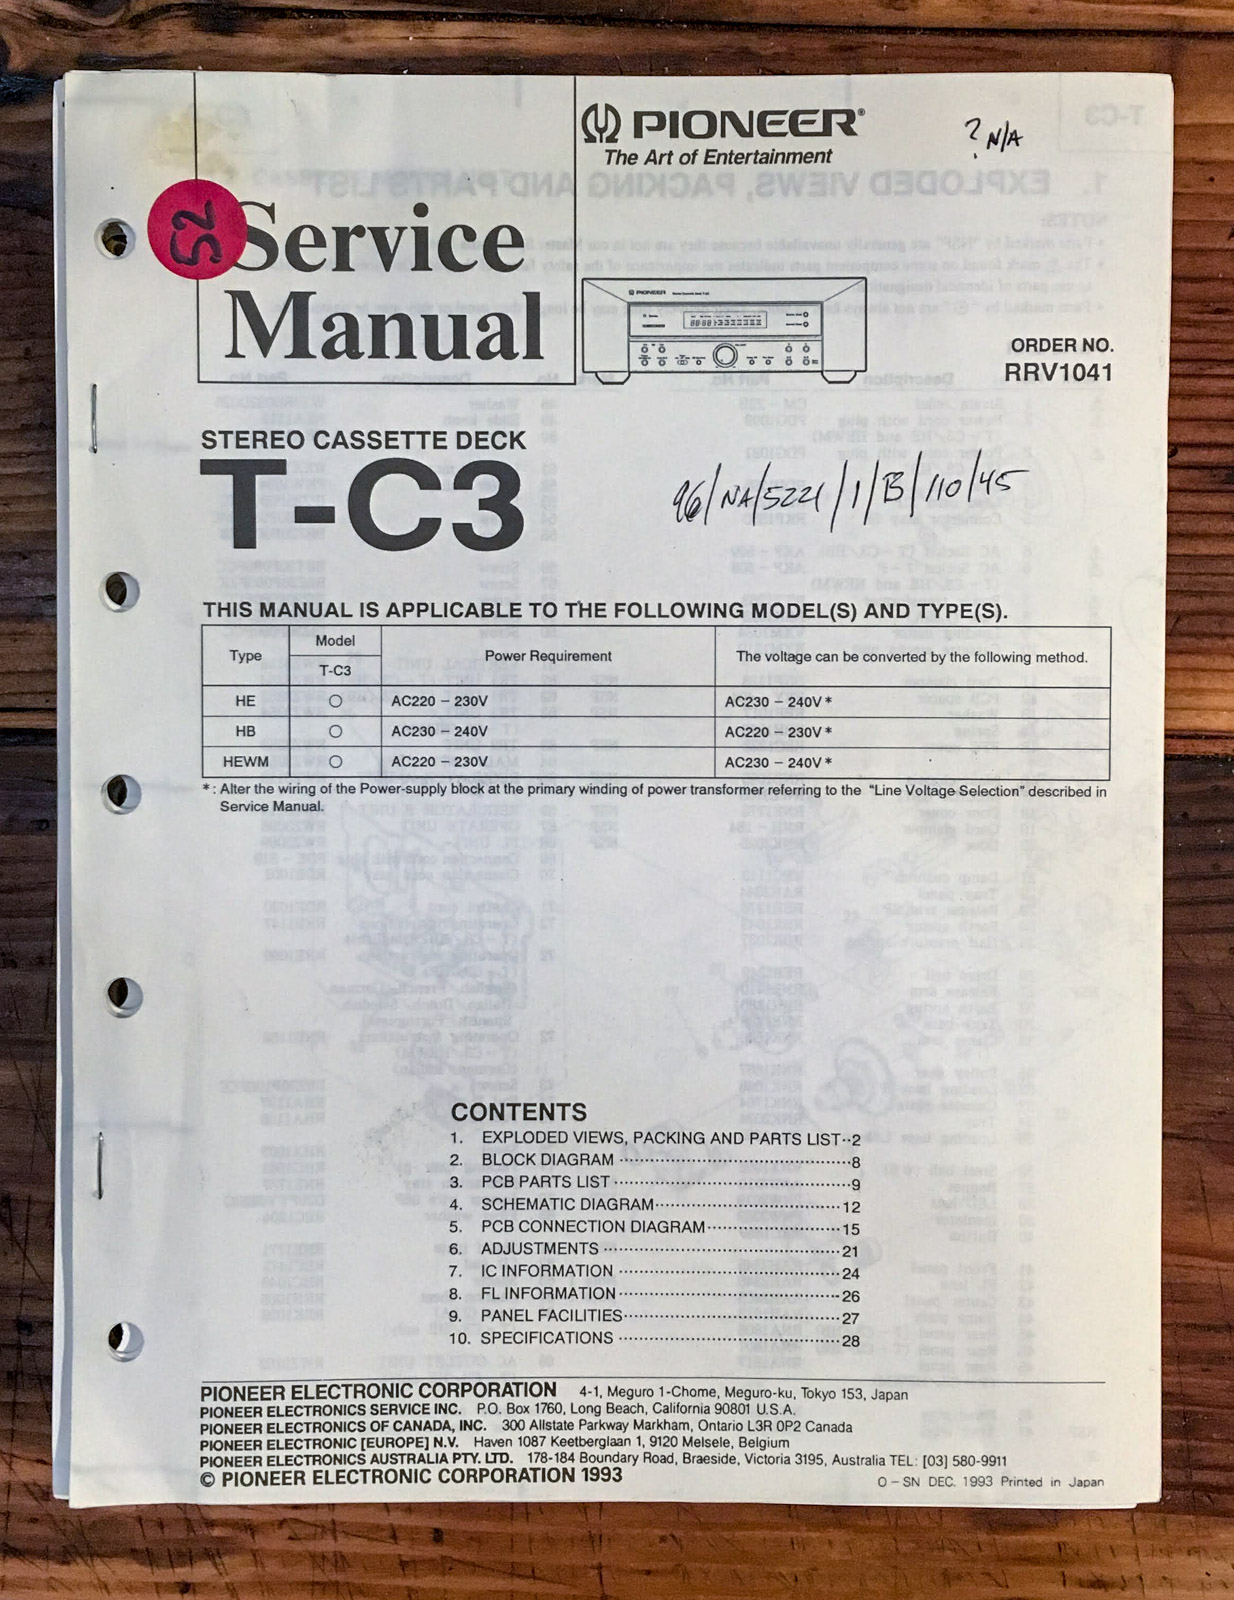 PIONEER®
The Art of Entertainment
? N/A
52
Service
Manual
ORDER NO.
RRV1041
STEREO CASSETTE DECK
T-C3
96/NA/5221/1/B/110/45
THIS MANUAL IS APPLICABLE TO THE FOLLOWING MODEL(S) AND TYPE(S).
Type Model Power Requirement The voltage can be converted by the following method.
T-C3
HE ○ AC220 – 230V AC230 – 240V *
HB ○ AC230 – 240V AC220 – 230V *
HEWM ○ AC220 – 230V AC230 – 240V *
* : Alter the wiring of the Power-supply block at the primary winding of power transformer referring to the "Line Voltage Selection" described in
Service Manual.
CONTENTS
1. EXPLODED VIEWS, PACKING AND PARTS LIST··2
2. BLOCK DIAGRAM ·········8
3. PCB PARTS LIST ·········9
4. SCHEMATIC DIAGRAM·········12
5. PCB CONNECTION DIAGRAM·········15
6. ADJUSTMENTS ·········21
7. IC INFORMATION ·········24
8. FL INFORMATION ·········26
9. PANEL FACILITIES·········27
10. SPECIFICATIONS ·········28
PIONEER ELECTRONIC CORPORATION 4-1, Meguro 1-Chome, Meguro-ku, Tokyo 153, Japan
PIONEER ELECTRONICS SERVICE INC. P.O. Box 1760, Long Beach, California 90801 U.S.A.
PIONEER ELECTRONICS OF CANADA, INC. 300 Allstate Parkway Markham, Ontario L3R 0P2 Canada
PIONEER ELECTRONIC [EUROPE] N.V. Haven 1087 Keetberglaan 1, 9120 Melsele, Belgium
PIONEER ELECTRONICS AUSTRALIA PTY. LTD. 178-184 Boundary Road, Braeside, Victoria 3195, Australia TEL: [03] 580-9911
© PIONEER ELECTRONIC CORPORATION 1993
O – SN DEC. 1993 Printed in Japan